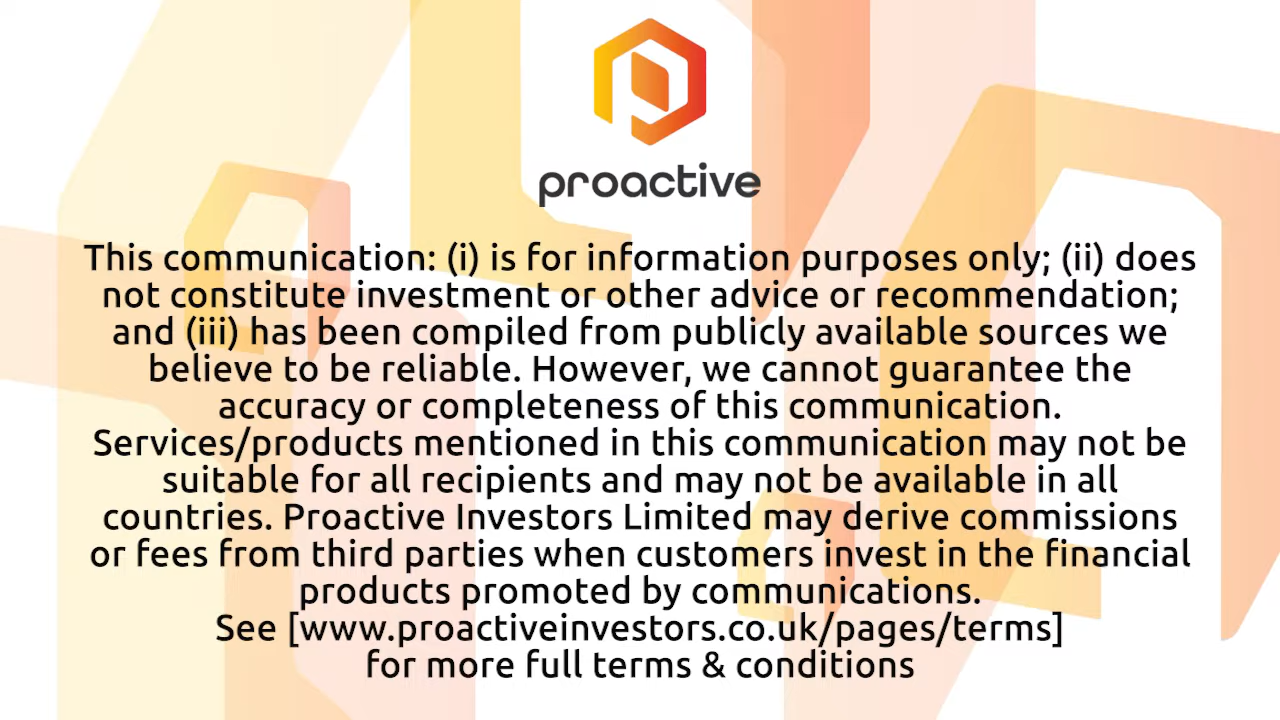 proactive
This communication: (i) is for information purposes only; (ii) does
not constitute investment or other advice or recommendation;
and (iii) has been compiled from publicly available sources we
believe to be reliable. However, we cannot guarantee the
accuracy or completeness of this communication.
Services/products mentioned in this communication may not be
suitable for all recipients and may not be available in all
countries. Proactive Investors Limited may derive commissions
or fees from third parties when customers invest in the financial
products promoted by communications.
See [www.proactiveinvestors.co.uk/pages/terms]
for more full terms & conditions